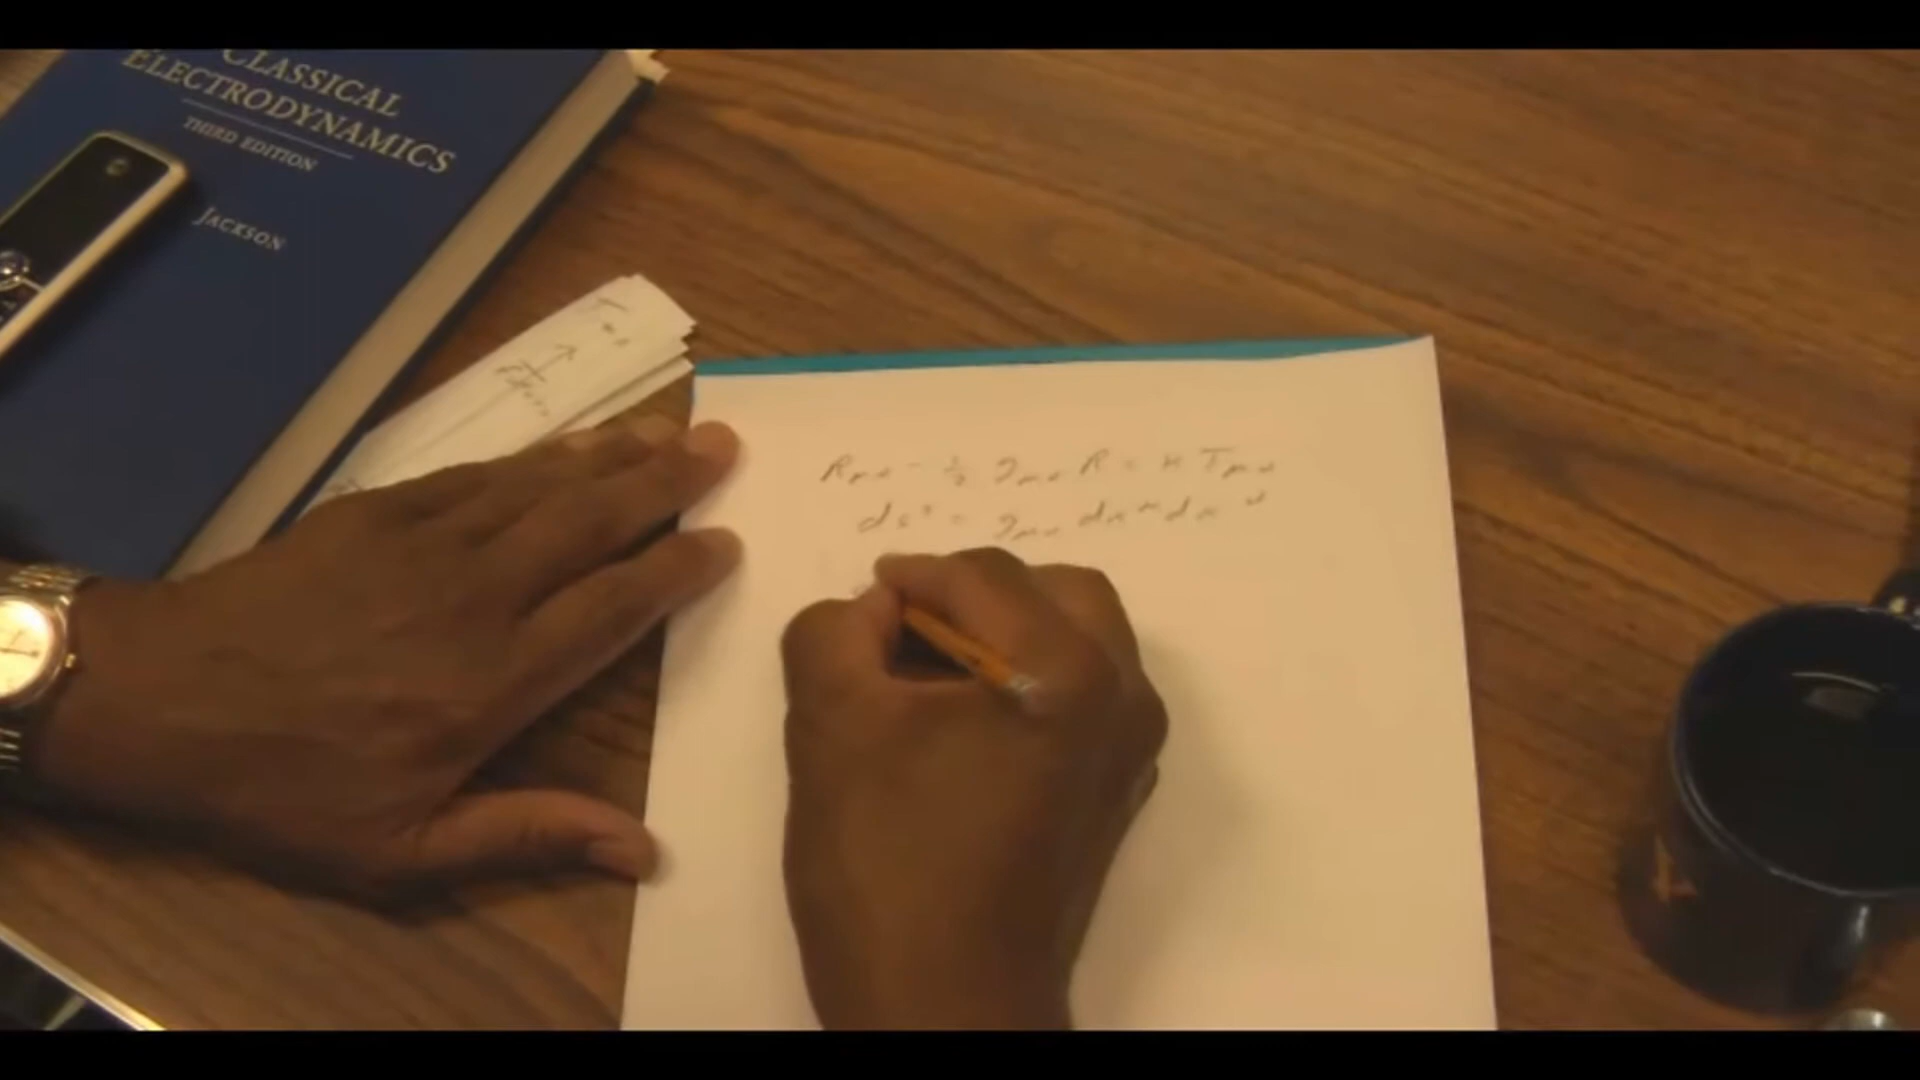 CLASSICAL
ELECTRODYNAMICS
THIRD EDITION
JACKSON
Rμν - ½ gμν R = κ Tμν
ds² = gμν dxμ dxν